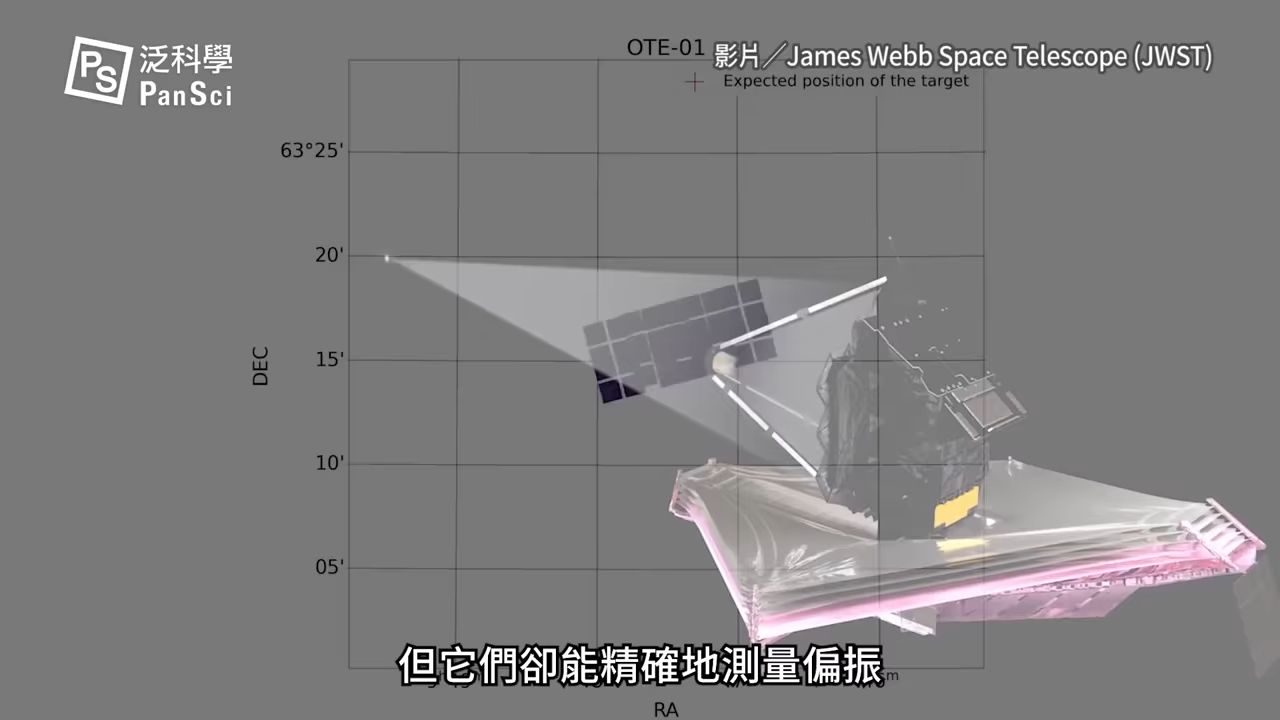 PS 泛科學
PanSci
OTE-01
影片／James Webb Space Telescope (JWST)
Expected position of the target
63°25'
20'
15'
10'
05'
DEC
但它們卻能精確地測量偏振
RA